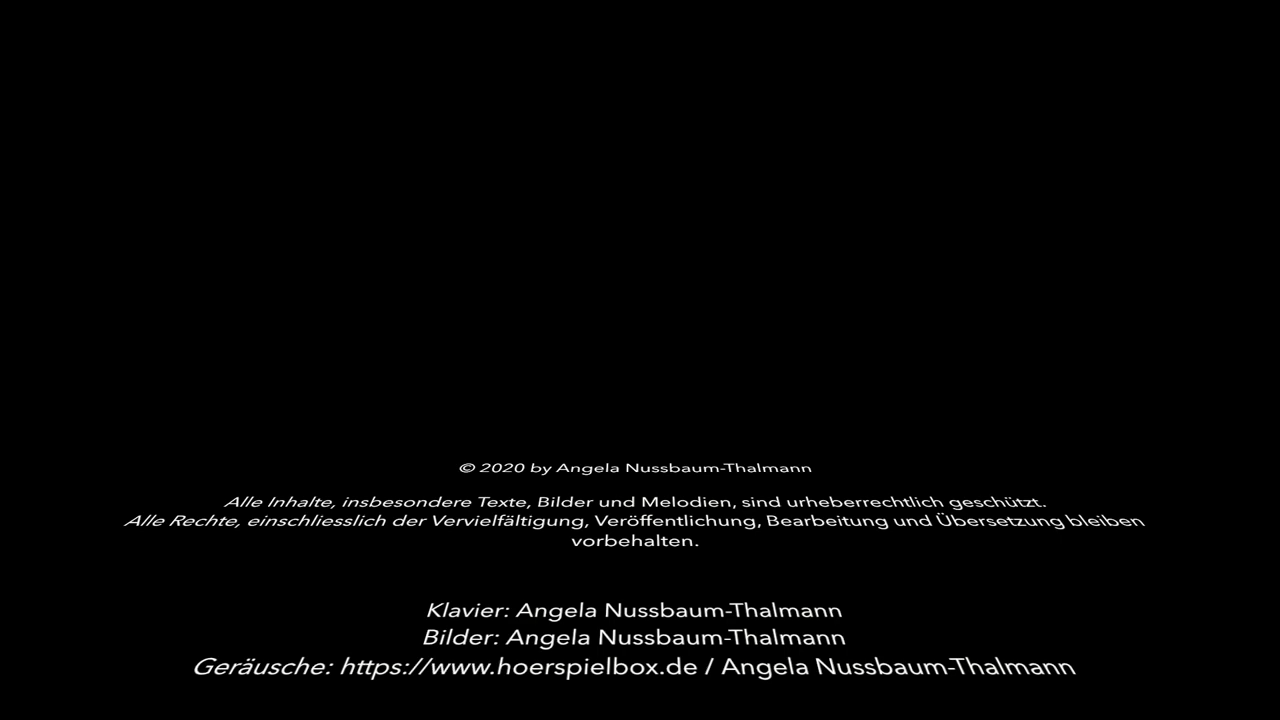 © 2020 by Angela Nussbaum-Thalmann
Alle Inhalte, insbesondere Texte, Bilder und Melodien, sind urheberrechtlich geschützt.
Alle Rechte, einschliesslich der Vervielfältigung, Veröffentlichung, Bearbeitung und Übersetzung bleiben
vorbehalten.
Klavier: Angela Nussbaum-Thalmann
Bilder: Angela Nussbaum-Thalmann
Geräusche: https://www.hoerspielbox.de / Angela Nussbaum-Thalmann